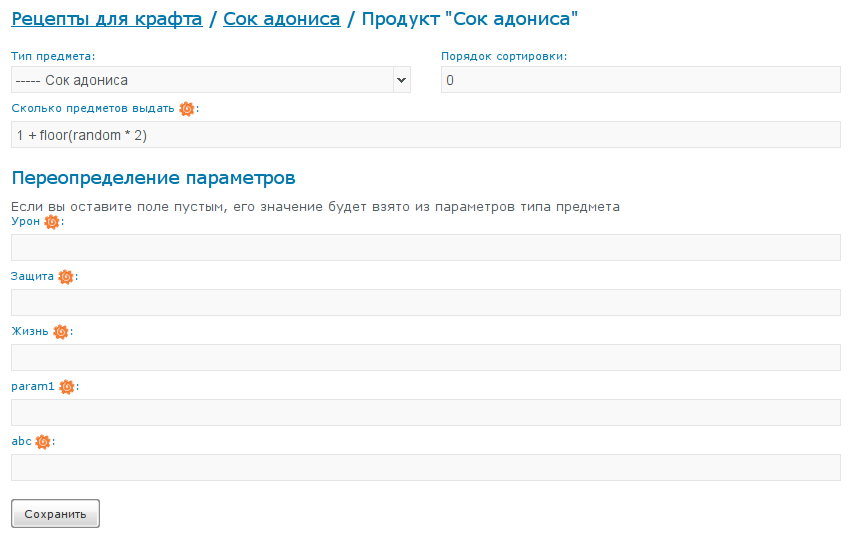 Рецепты для крафта / Сок адониса / Продукт "Сок адониса"
Тип предмета: Порядок сортировки:
----- Сок адониса 0
Сколько предметов выдать :
1 + floor(random * 2)
Переопределение параметров
Если вы оставите поле пустым, его значение будет взято из параметров типа предмета
Урон :
Защита :
Жизнь :
param1 :
abc :
Сохранить